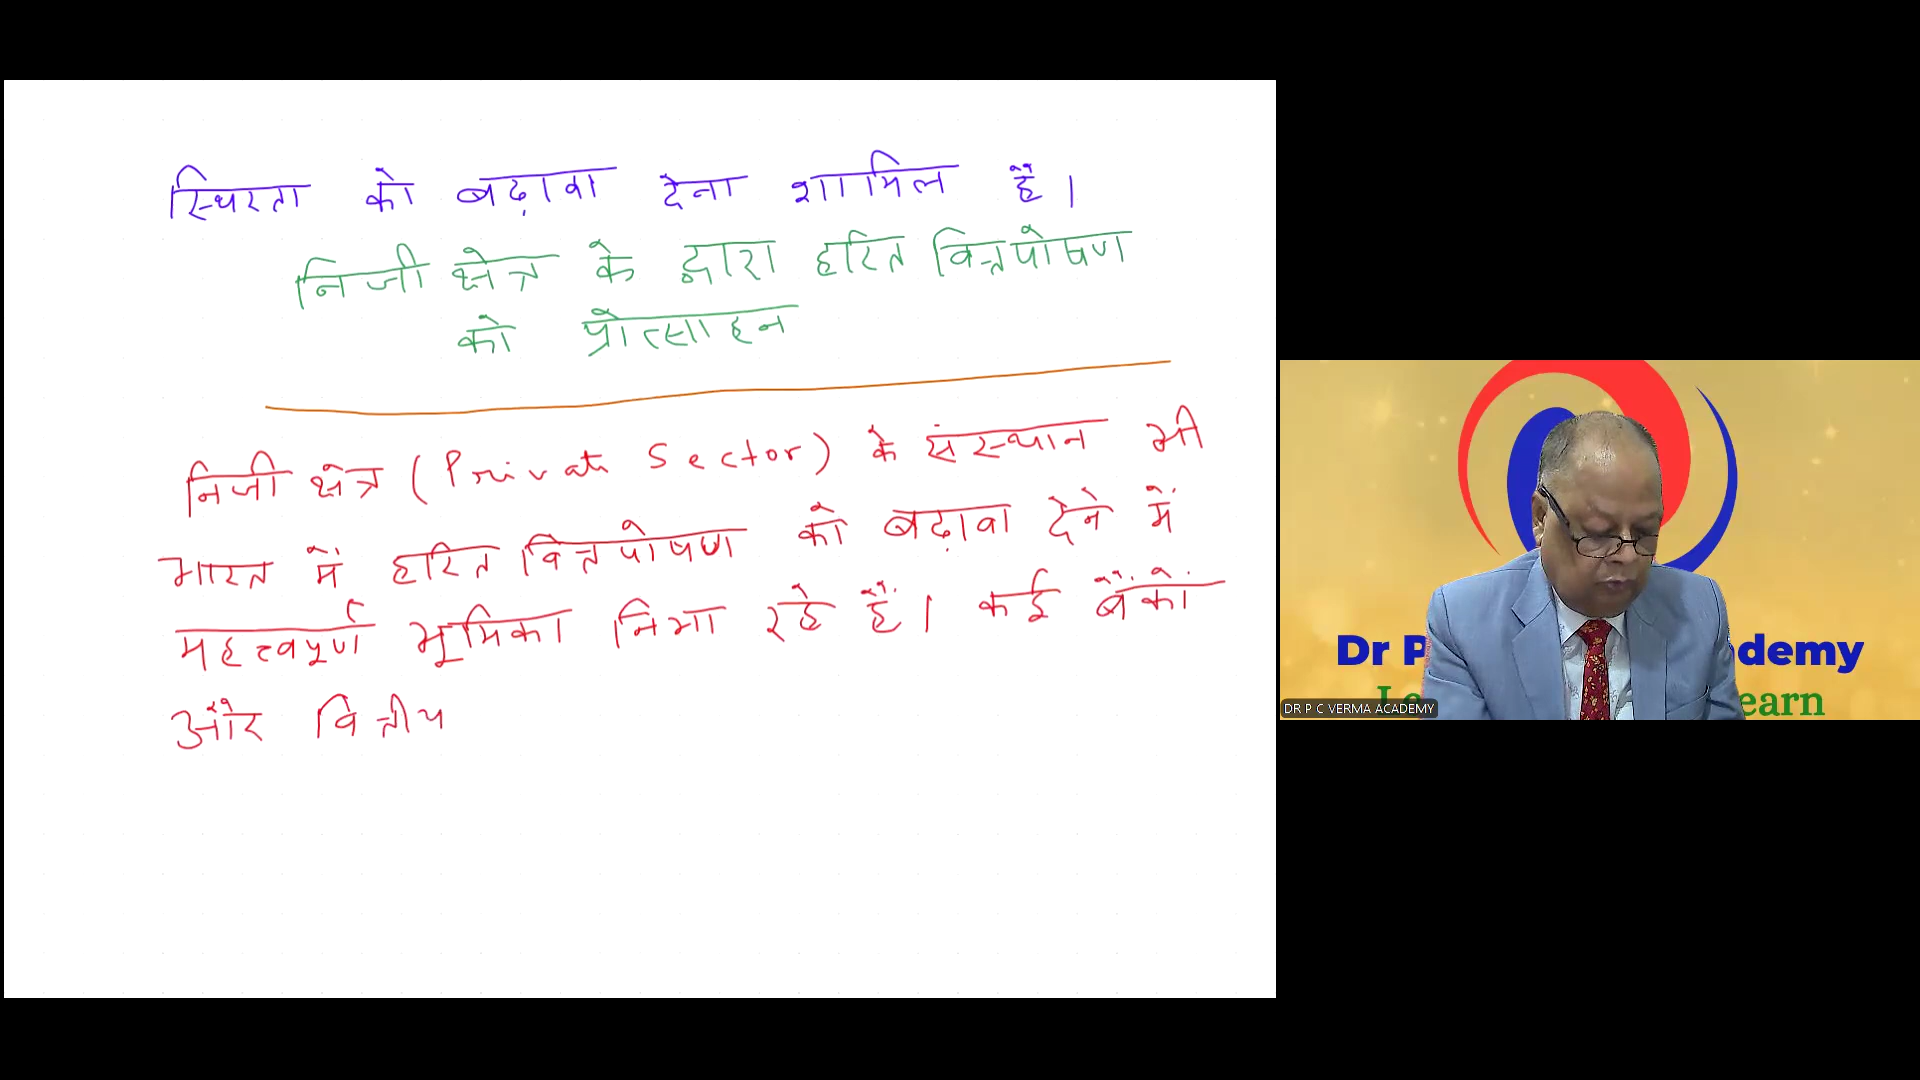 स्थिरता को बढ़ावा देना शामिल है।
निजी क्षेत्र के द्वारा हरित वित्तपोषण
को प्रोत्साहन
निजी क्षेत्र (Private Sector) के संस्थान भी
भारत में हरित वित्तपोषण को बढ़ावा देने में
महत्त्वपूर्ण भूमिका निभा रहे हैं। कई बैंकों
और वित्तीय
Dr P demy
Le earn
DR P C VERMA ACADEMY